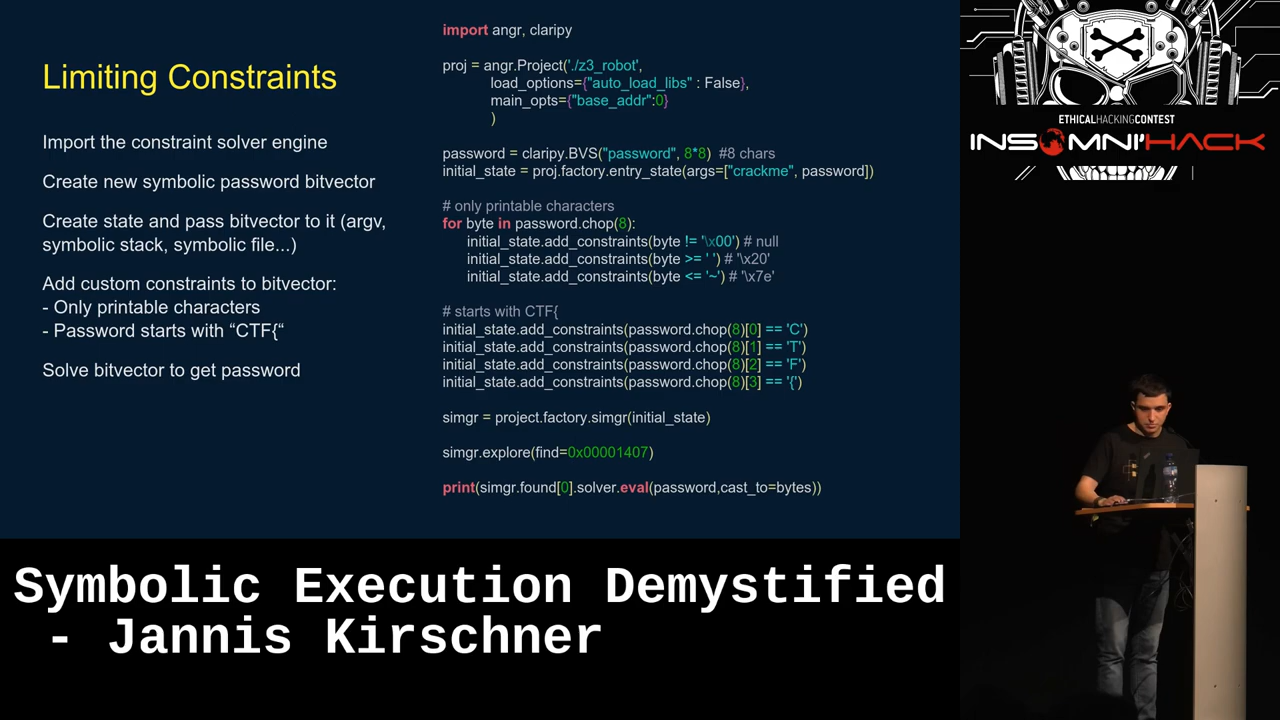 Limiting Constraints
Import the constraint solver engine
Create new symbolic password bitvector
Create state and pass bitvector to it (argv,
symbolic stack, symbolic file...)
Add custom constraints to bitvector:
- Only printable characters
- Password starts with “CTF{“
Solve bitvector to get password
import angr, claripy
proj = angr.Project('./z3_robot',
load_options={"auto_load_libs" : False},
main_opts={"base_addr":0}
)
password = claripy.BVS("password", 8*8) #8 chars
initial_state = proj.factory.entry_state(args=["crackme", password])
# only printable characters
for byte in password.chop(8):
initial_state.add_constraints(byte != '\x00') # null
initial_state.add_constraints(byte >= ' ') # '\x20'
initial_state.add_constraints(byte <= '~') # '\x7e'
# starts with CTF{
initial_state.add_constraints(password.chop(8)[0] == 'C')
initial_state.add_constraints(password.chop(8)[1] == 'T')
initial_state.add_constraints(password.chop(8)[2] == 'F')
initial_state.add_constraints(password.chop(8)[3] == '{')
simgr = project.factory.simgr(initial_state)
simgr.explore(find=0x00001407)
print(simgr.found[0].solver.eval(password,cast_to=bytes))
ETHICALHACKINGCONTEST
INSOMNI'HACK
Symbolic Execution Demystified
- Jannis Kirschner